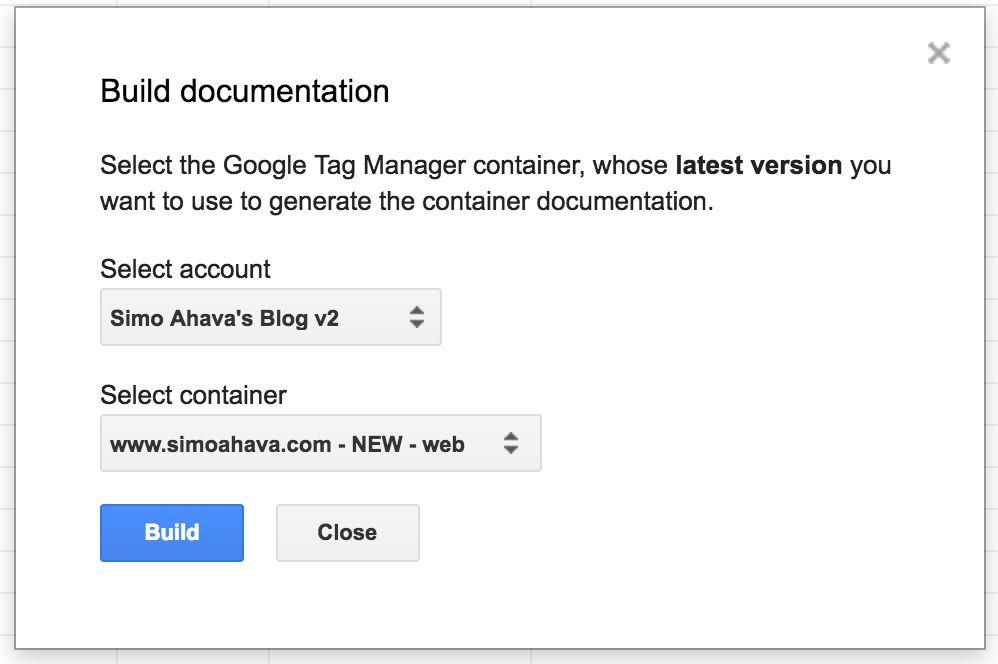 Build documentation
Select the Google Tag Manager container, whose latest version you
want to use to generate the container documentation.
Select account
Simo Ahava's Blog v2
Select container
www.simoahava.com - NEW - web
Build
Close